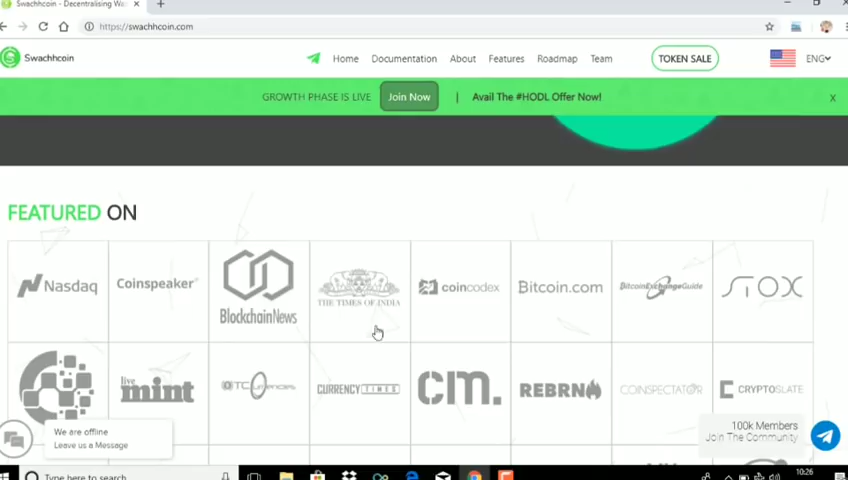 Swachhcoin - Decentralising Wa
https://swachhcoin.com
Swachhcoin
Home Documentation About Features Roadmap Team TOKEN SALE ENG
GROWTH PHASE IS LIVE Join Now | Avail The #HODL Offer Now! X
FEATURED ON
Nasdaq Coinspeaker BlockchainNews THE TIMES OF INDIA coincodex Bitcoin.com BitcoinExchangeGuide STOX
live mint CURRENCY TIMES cm. REBRN COINSPECTATOR CRYPTOSLATE
We are offline
Leave us a Message
100k Members
Join The Community
Type here to search
10:26